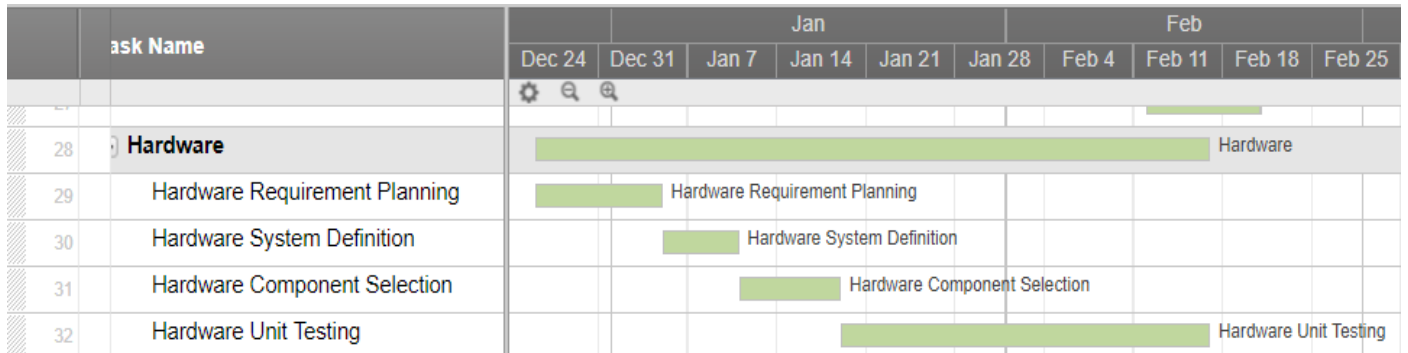 Jan Feb
ask Name
Dec 24 Dec 31 Jan 7 Jan 14 Jan 21 Jan 28 Feb 4 Feb 11 Feb 18 Feb 25
28 Hardware Hardware
29 Hardware Requirement Planning Hardware Requirement Planning
30 Hardware System Definition Hardware System Definition
31 Hardware Component Selection Hardware Component Selection
32 Hardware Unit Testing Hardware Unit Testing